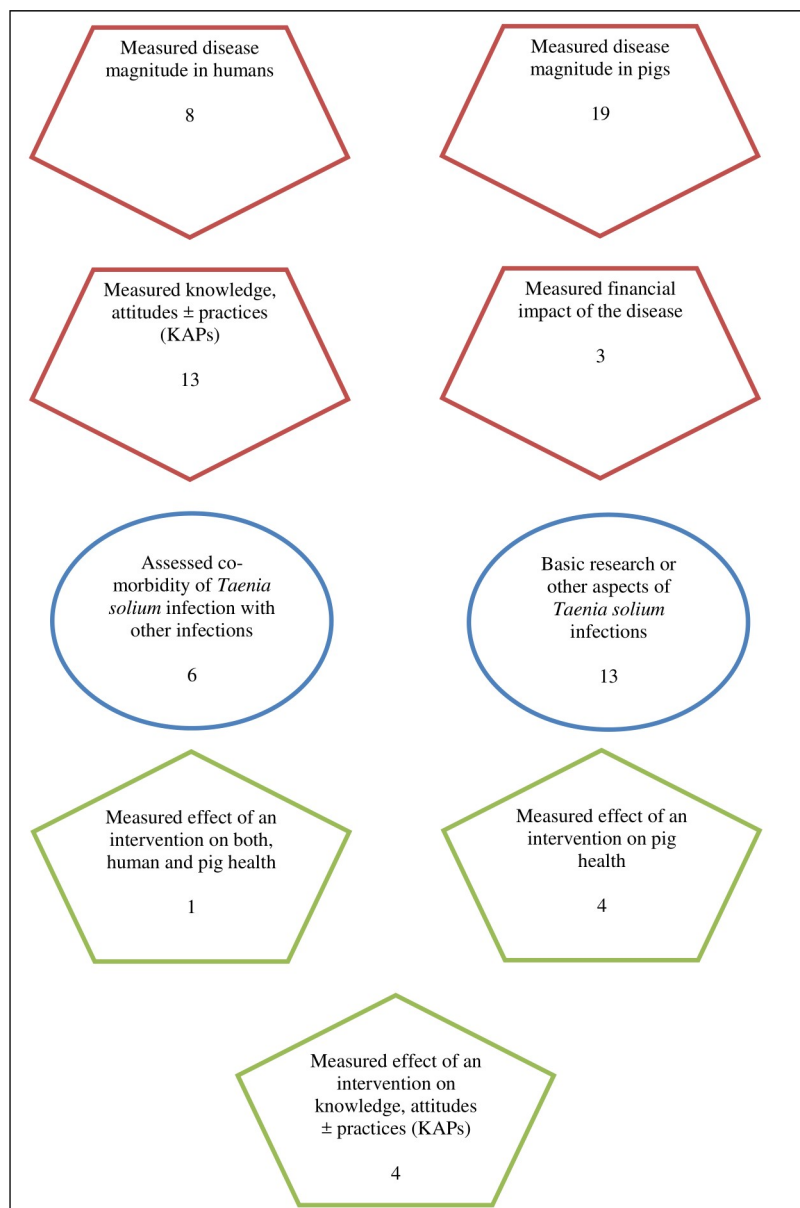 Measured disease
magnitude in humans
8
Measured disease
magnitude in pigs
19
Measured knowledge,
attitudes ± practices
(KAPs)
13
Measured financial
impact of the disease
3
Assessed co-
morbidity of Taenia
solium infection with
other infections
6
Basic research or
other aspects of
Taenia solium
infections
13
Measured effect of an
intervention on both,
human and pig health
1
Measured effect of an
intervention on pig
health
4
Measured effect of an
intervention on
knowledge, attitudes
± practices (KAPs)
4